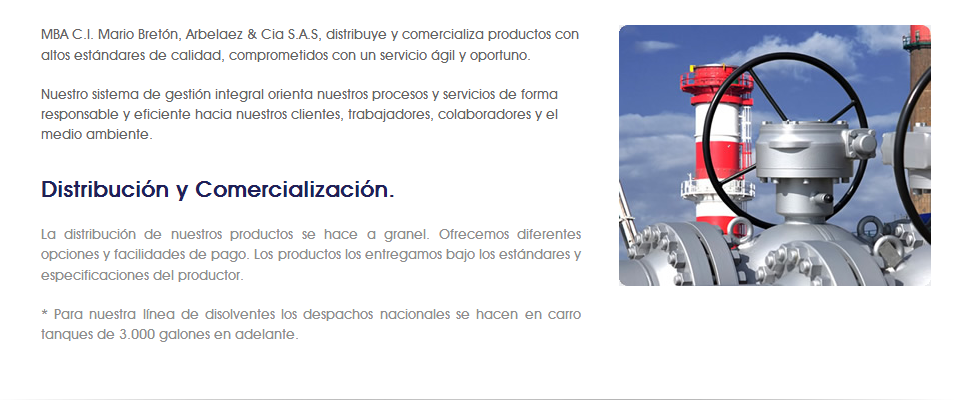 MBA C.I. Mario Bretón, Arbelaez & Cia S.A.S, distribuye y comercializa productos con
altos estándares de calidad, comprometidos con un servicio ágil y oportuno.
Nuestro sistema de gestión integral orienta nuestros procesos y servicios de forma
responsable y eficiente hacia nuestros clientes, trabajadores, colaboradores y el
medio ambiente.
Distribución y Comercialización.
La distribución de nuestros productos se hace a granel. Ofrecemos diferentes
opciones y facilidades de pago. Los productos los entregamos bajo los estándares y
especificaciones del productor.
* Para nuestra línea de disolventes los despachos nacionales se hacen en carro
tanques de 3.000 galones en adelante.